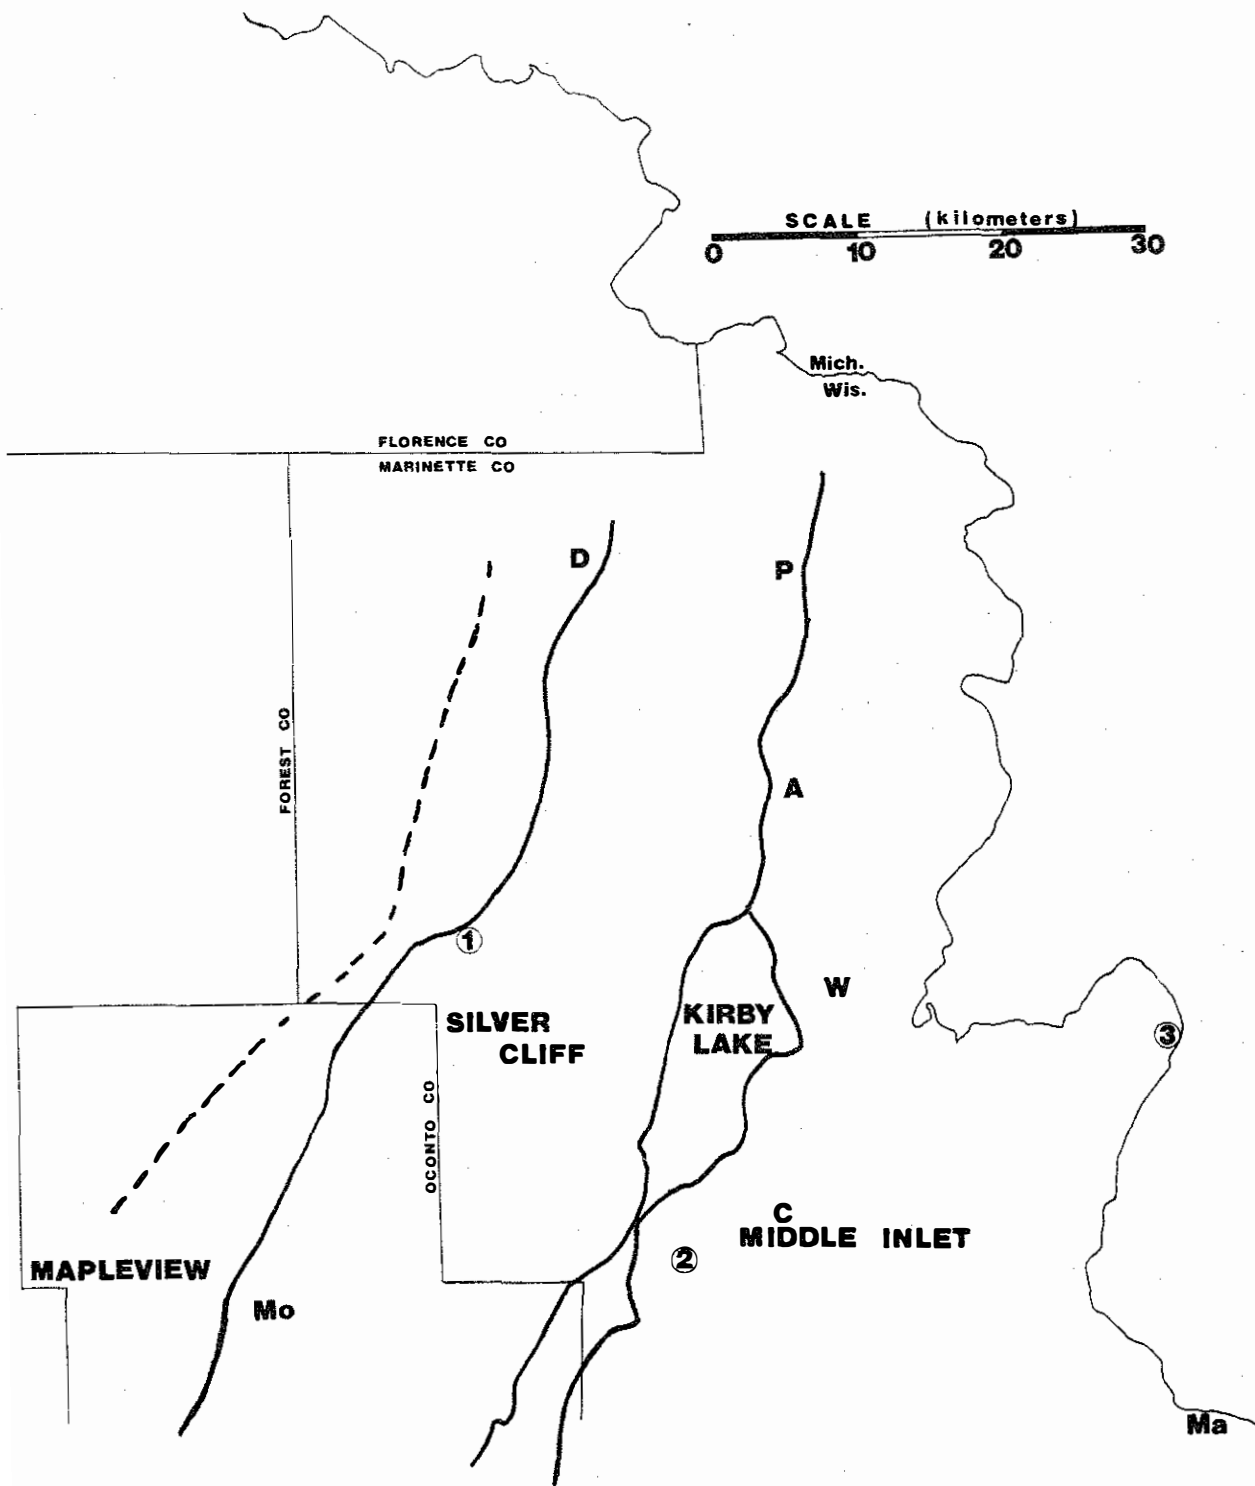 SCALE (kilometers)
0 10 20 30
Mich.
Wis.
FLORENCE CO
MARINETTE CO
D
P
FOREST CO
A
1
W
KIRBY
LAKE
SILVER
CLIFF
3
OCONTO CO
C
MIDDLE INLET
2
MAPLEVIEW
Mo
Ma